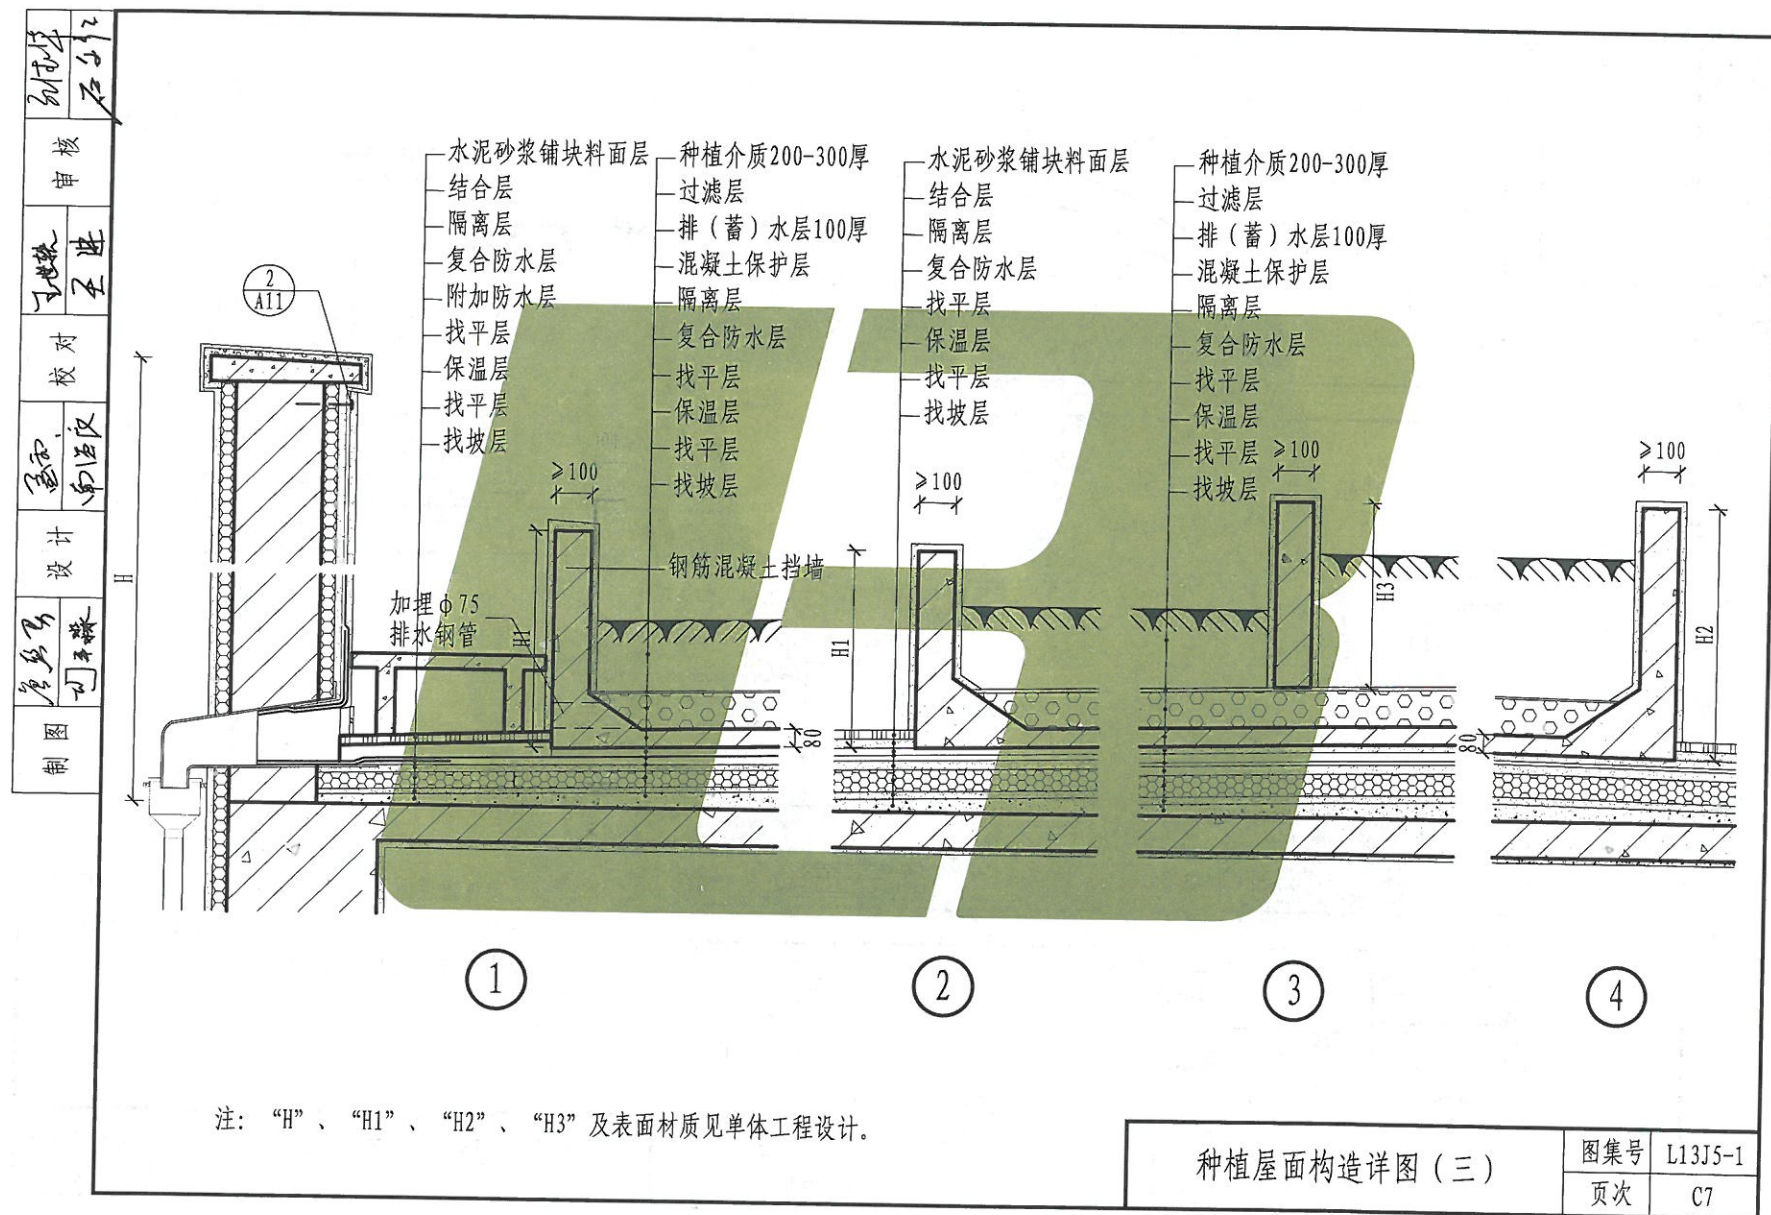 审核
校对
设计
制图
2
A11
水泥砂浆铺块料面层
结合层
隔离层
复合防水层
附加防水层
找平层
保温层
找平层
找坡层
种植介质200-300厚
过滤层
排（蓄）水层100厚
混凝土保护层
隔离层
复合防水层
找平层
保温层
找平层
找坡层
水泥砂浆铺块料面层
结合层
隔离层
复合防水层
找平层
保温层
找平层
找坡层
种植介质200-300厚
过滤层
排（蓄）水层100厚
混凝土保护层
隔离层
复合防水层
找平层
保温层
找平层
找坡层
≥100
≥100
≥100
≥100
钢筋混凝土挡墙
加埋φ75
排水钢管
H
H1
H3
H2
80
80
1
2
3
4
注: “H”、“H1”、“H2”、“H3”及表面材质见单体工程设计。
种植屋面构造详图（三）
图集号 L13J5-1
页次 C7